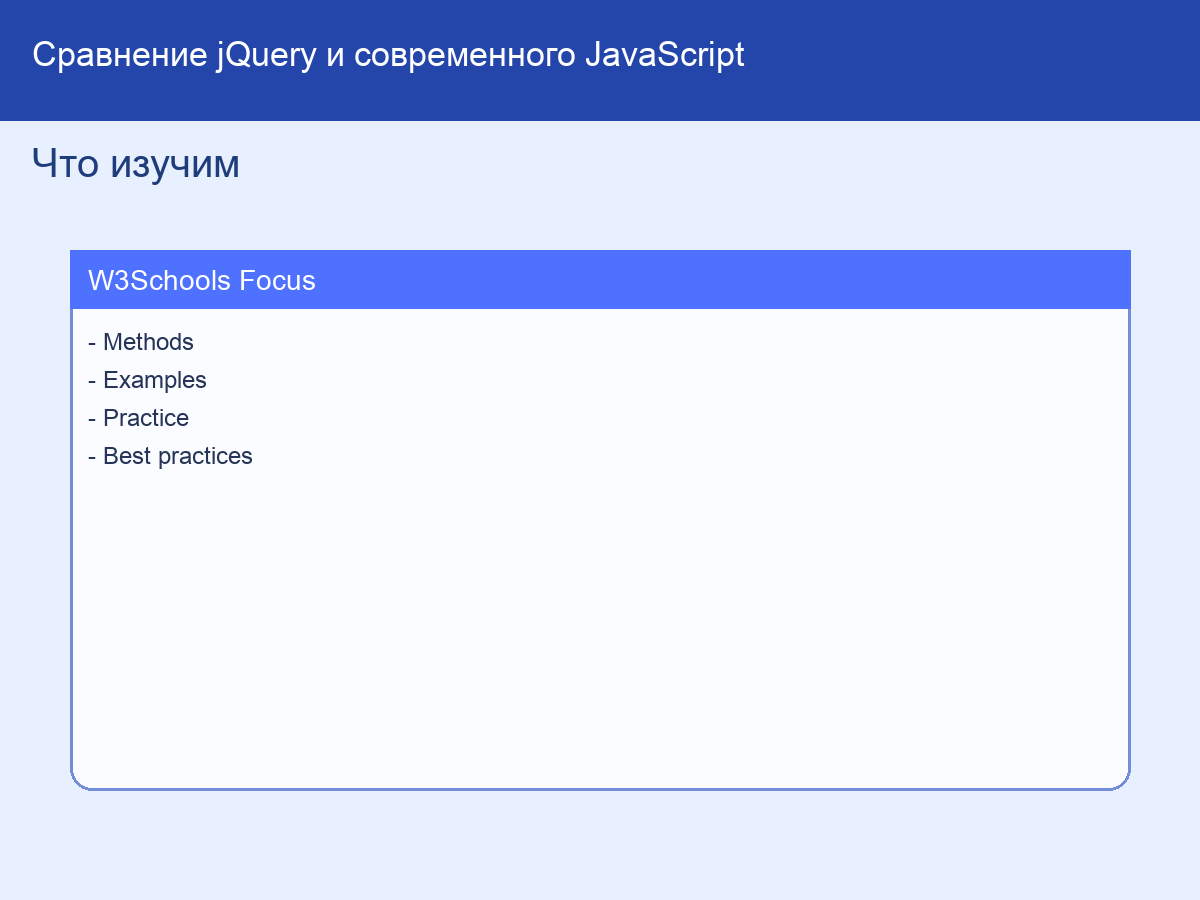 Сравнение jQuery и современного JavaScript
Что изучим
W3Schools Focus
- Methods
- Examples
- Practice
- Best practices